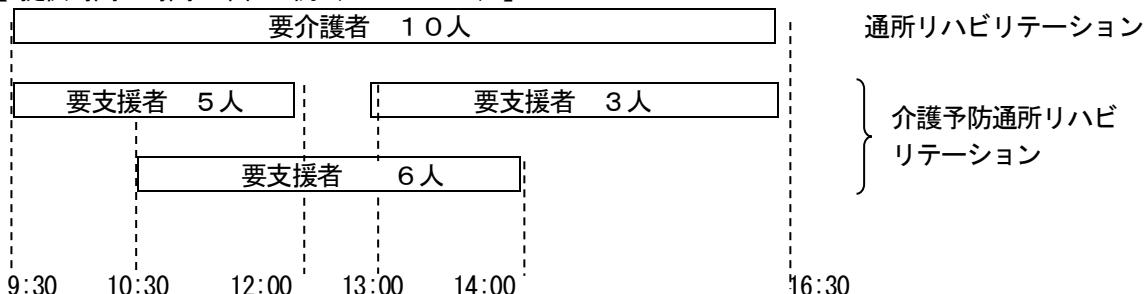 要介護者　１０人
通所リハビリテーション
要支援者　５人
要支援者　３人
介護予防通所リハビ
リテーション
要支援者　　６人
9:30
10:30
12:00
13:00
14:00
16:30